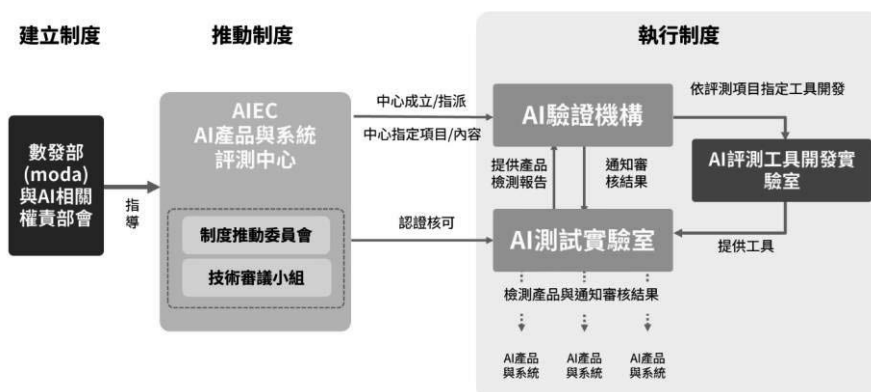 建立制度
推動制度
執行制度
數發部
(moda)
與AI相關
權責部會
指
導
AIEC
AI產品與系統
評測中心
制度推動委員會
技術審議小組
中心成立/指派
中心指定項目/內容
認證核可
AI驗證機構
提供產品
檢測報告
通知審
核結果
AI測試實驗室
依評測項目指定工具開發
AI評測工具開發實
驗室
提供工具
檢測產品與通知審核結果
AI產品
與系統
AI產品
與系統
AI產品
與系統